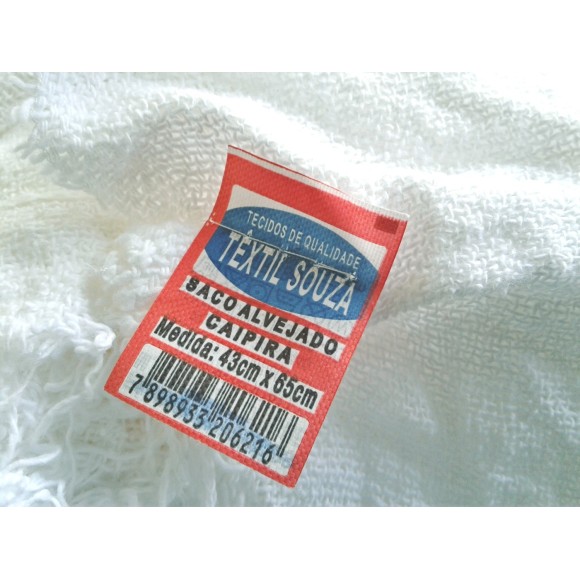 TECIDOS DE QUALIDADE
TÊXTIL SOUZA
SACO ALVEJADO
CAIPIRA
Medida: 43cm x 65cm
7 898933 206216